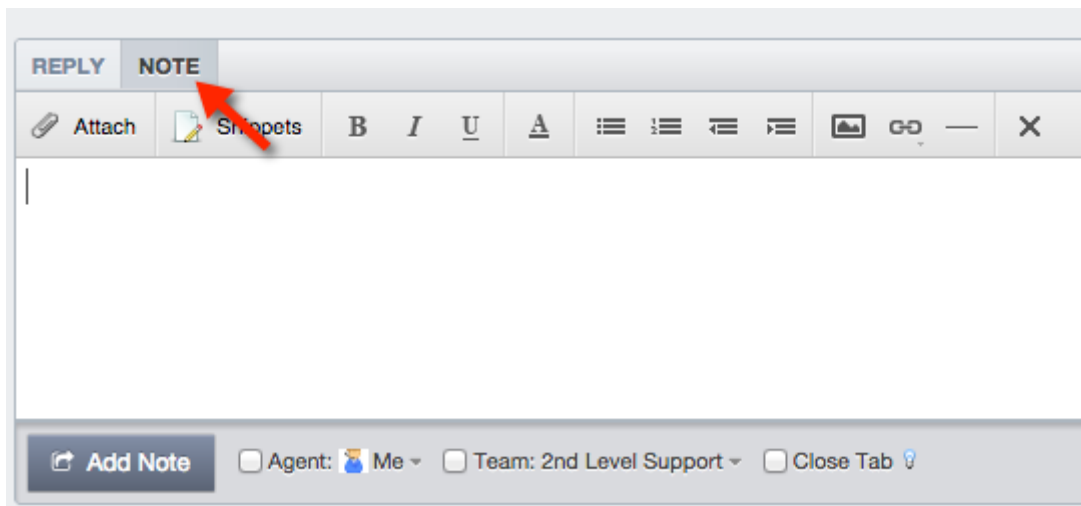 REPLY NOTE
Attach Snippets B I U A
Add Note Agent: Me Team: 2nd Level Support Close Tab